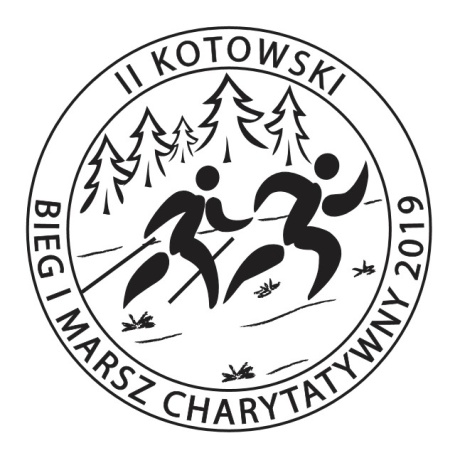 II KOTOWSKI
BIEG I MARSZ CHARYTATYWNY 2019